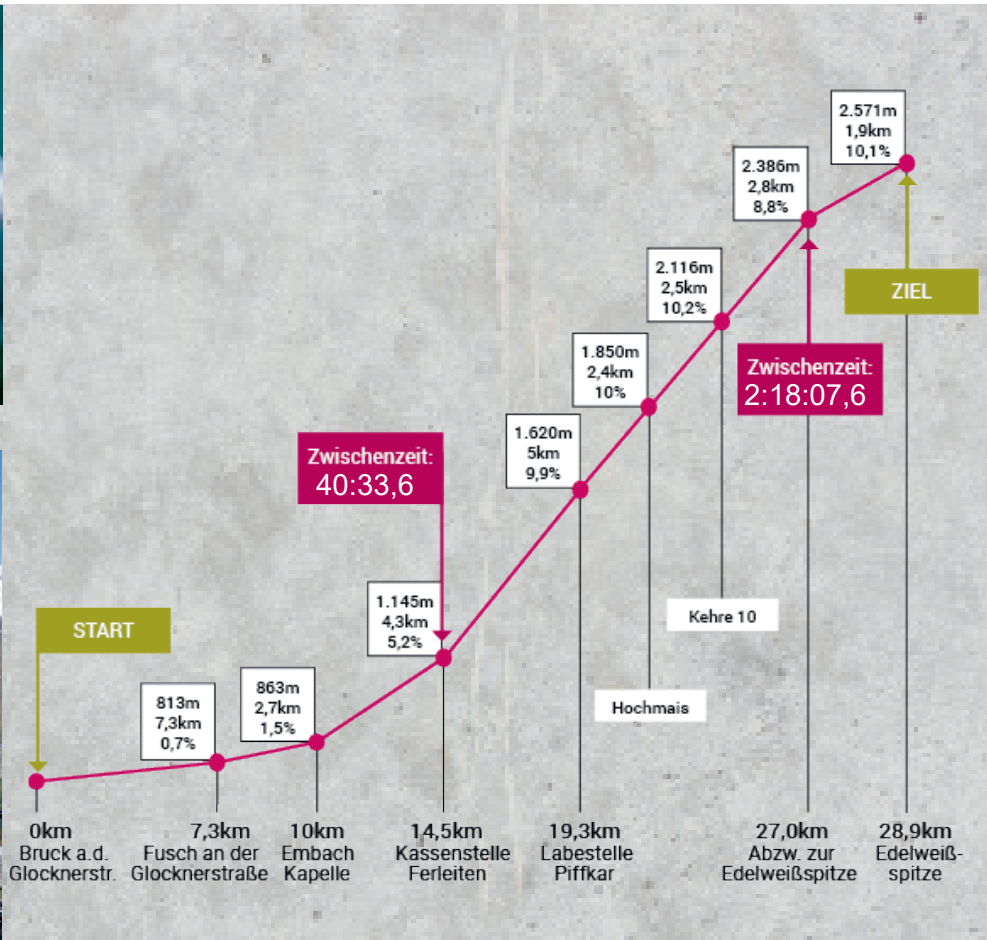 2.571m
1,9km
10,1%
2.386m
2,8km
8,8%
2.116m
2,5km
10,2%
ZIEL
1.850m
2,4km
10%
Zwischenzeit:
2:18:07,6
1.620m
5km
9,9%
Zwischenzeit:
40:33,6
1.145m
4,3km
5,2%
Kehre 10
START
863m
2,7km
1,5%
813m
7,3km
0,7%
Hochmais
0km
Bruck a.d.
Glocknerstr.
7,3km
Fusch an der
Glocknerstraße
10km
Embach
Kapelle
14,5km
Kassenstelle
Ferleiten
19,3km
Labestelle
Piffkar
27,0km
Abzw. zur
Edelweißspitze
28,9km
Edelweiß-
spitze